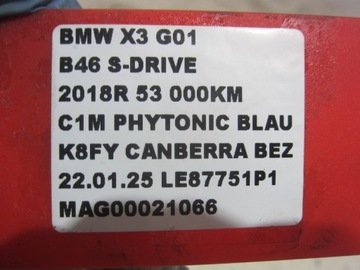 BMW X3 G01
B46 S-DRIVE
2018R 53 000KM
C1M PHYTONIC BLAU
K8FY CANBERRA BEZ
22.01.25 LE87751P1
MAG00021066